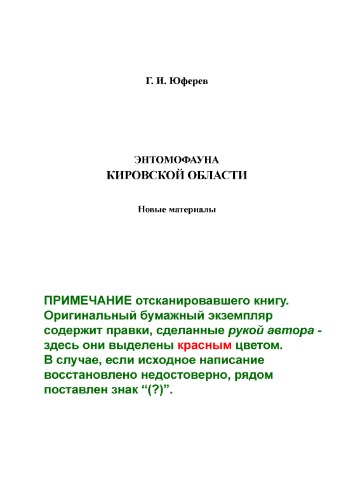 Г. И. Юферев
ЭНТОМОФАУНА
КИРОВСКОЙ ОБЛАСТИ
Новые материалы
ПРИМЕЧАНИЕ отсканировавшего книгу.
Оригинальный бумажный экземпляр
содержит правки, сделанные рукой автора -
здесь они выделены красным цветом.
В случае, если исходное написание
восстановлено недостоверно, рядом
поставлен знак “(?)”.